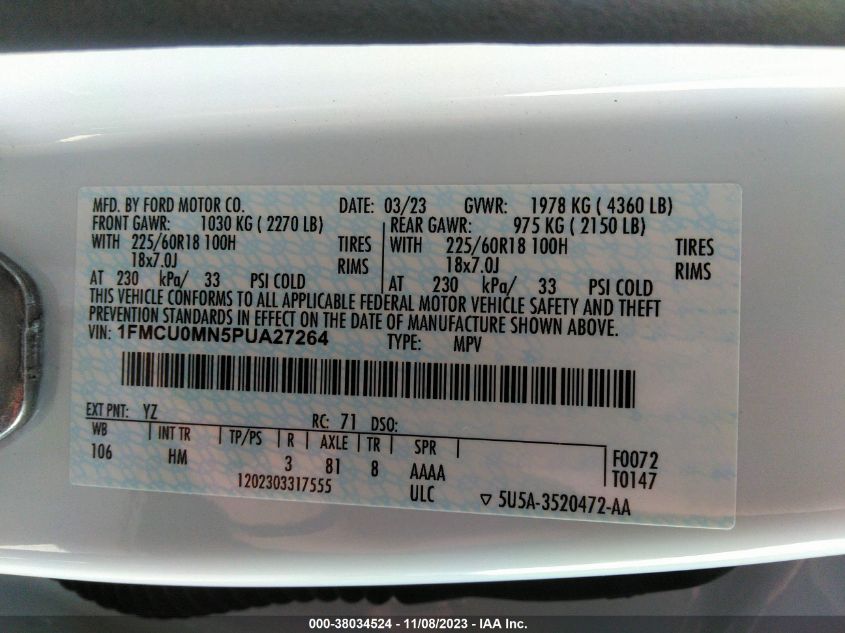 MFD. BY FORD MOTOR CO. DATE: 03/23 GVWR: 1978 KG ( 4360 LB)
FRONT GAWR: 1030 KG ( 2270 LB) REAR GAWR: 975 KG ( 2150 LB)
WITH 225/60R18 100H TIRES WITH 225/60R18 100H TIRES
18x7.0J RIMS 18x7.0J RIMS
AT 230 kPa/ 33 PSI COLD AT 230 kPa/ 33 PSI COLD
THIS VEHICLE CONFORMS TO ALL APPLICABLE FEDERAL MOTOR VEHICLE SAFETY AND THEFT
PREVENTION STANDARDS IN EFFECT ON THE DATE OF MANUFACTURE SHOWN ABOVE.
VIN: 1FMCU0MN5PUA27264 TYPE: MPV
EXT PNT: YZ RC: 71 DSO:
WB INT TR TP/PS R AXLE TR SPR F0072
106 HM 3 81 8 AAAA T0147
1202303317555 ULC ▽ 5U5A-3520472-AA
000-38034524 - 11/08/2023 - IAA Inc.